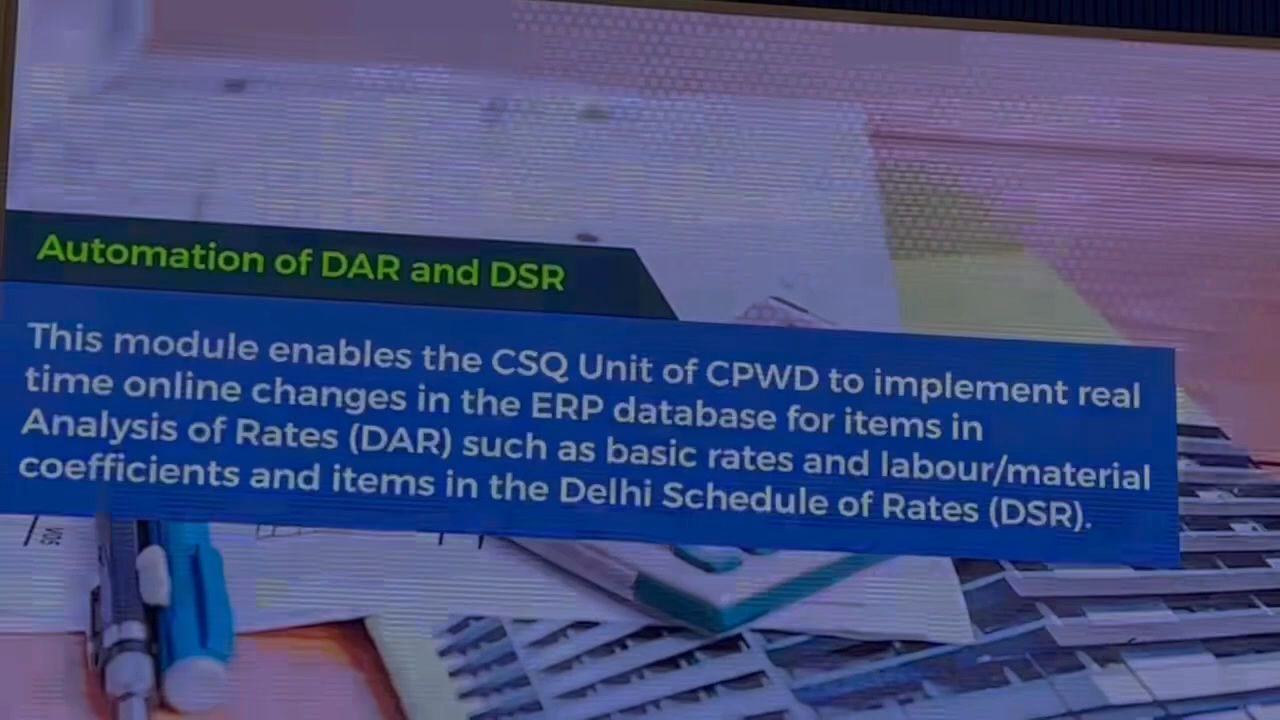 Automation of DAR and DSR
This module enables the CSQ Unit of CPWD to implement real
time online changes in the ERP database for items in
Analysis of Rates (DAR) such as basic rates and labour/material
coefficients and items in the Delhi Schedule of Rates (DSR).